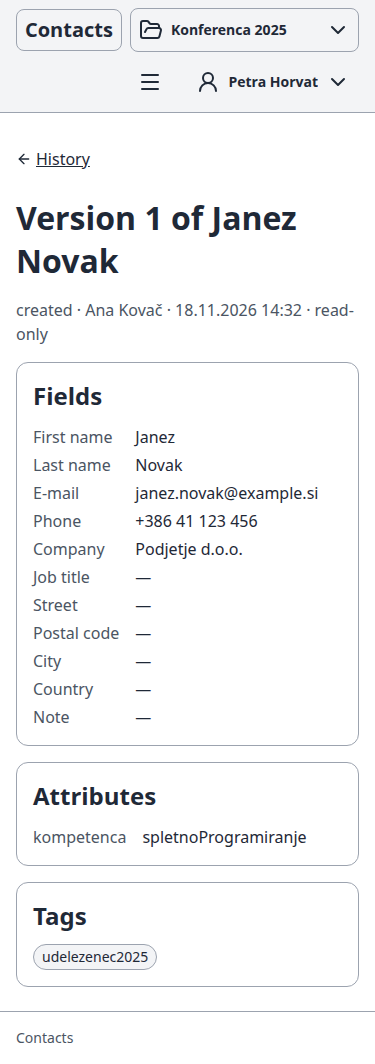 Contacts
Konferenca 2025
Petra Horvat
← History
Version 1 of Janez
Novak
created · Ana Kovač · 18.11.2026 14:32 · read-
only
Fields
First name Janez
Last name Novak
E-mail janez.novak@example.si
Phone +386 41 123 456
Company Podjetje d.o.o.
Job title —
Street —
Postal code —
City —
Country —
Note —
Attributes
kompetenca spletnoProgramiranje
Tags
udelezenec2025
Contacts